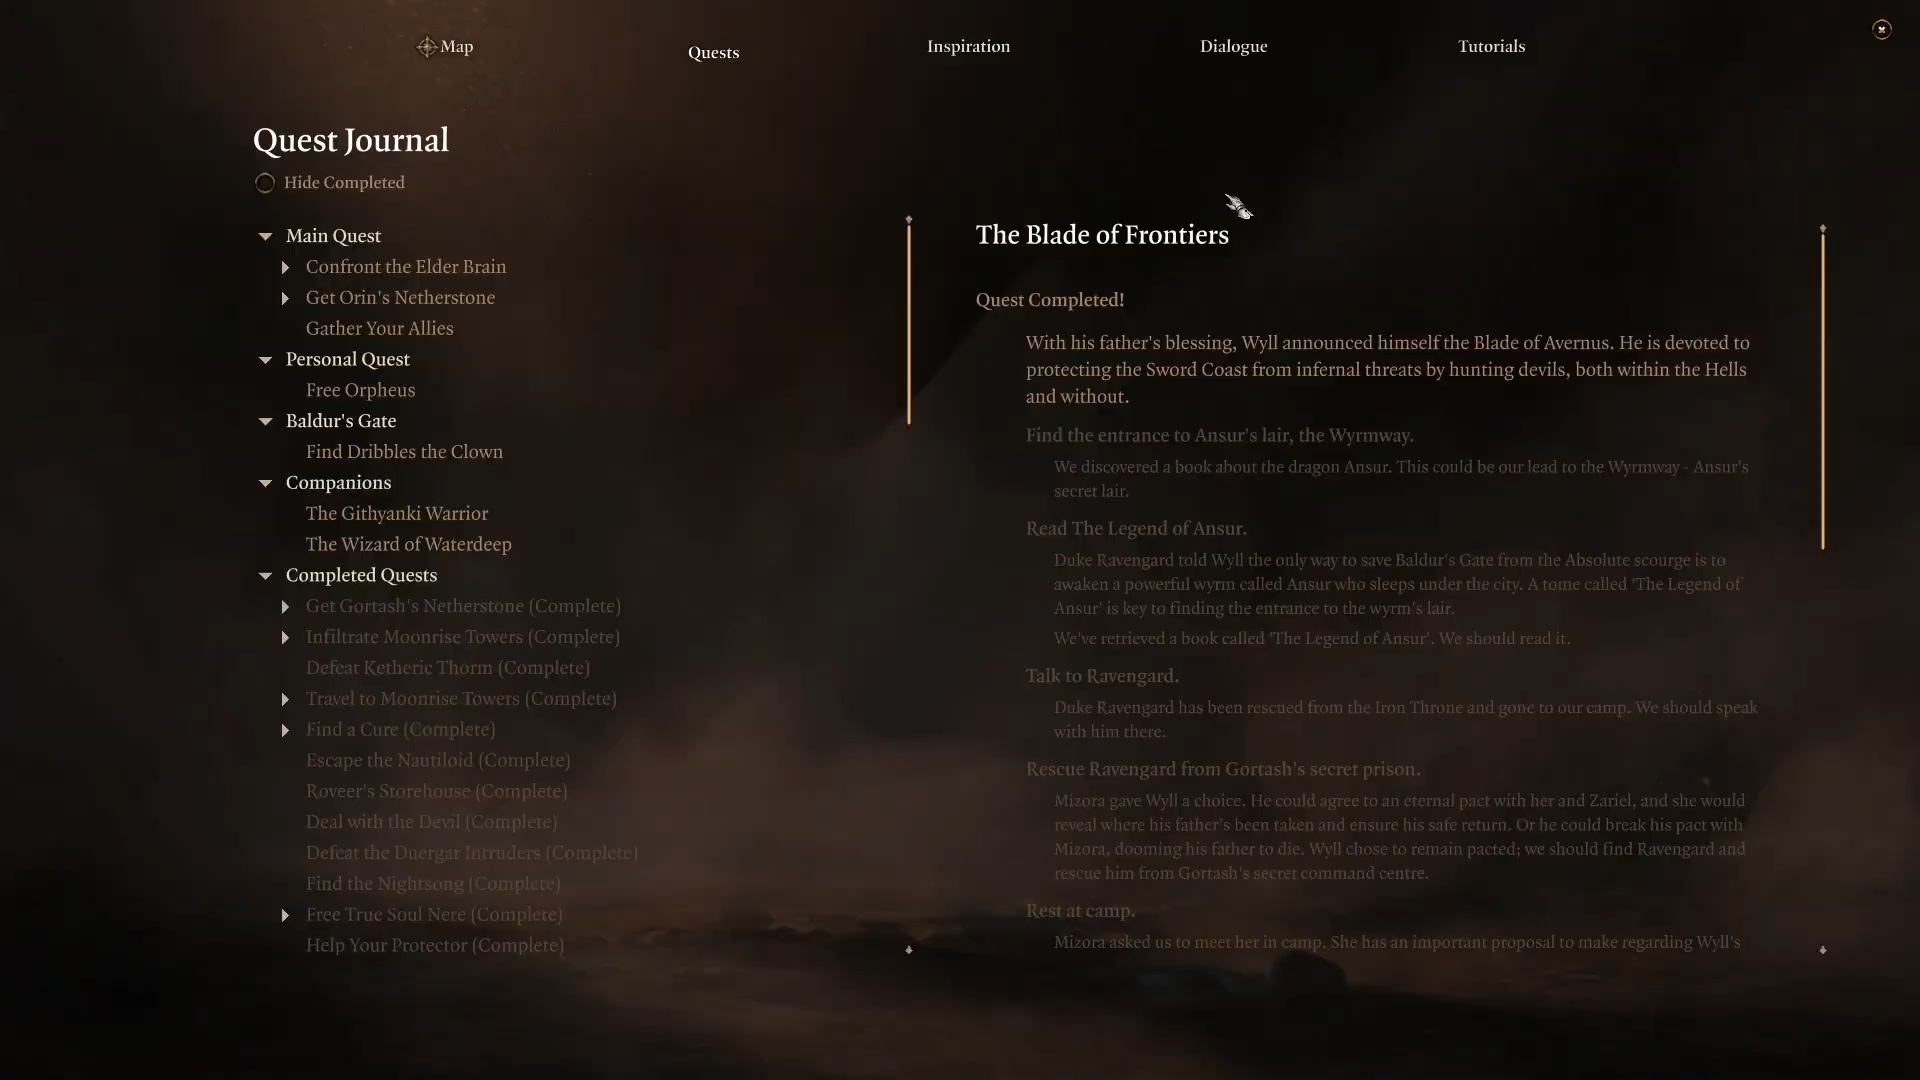 Map
Quests
Inspiration
Dialogue
Tutorials
Quest Journal
Hide Completed
Main Quest
Confront the Elder Brain
Get Orin's Netherstone
Gather Your Allies
Personal Quest
Free Orpheus
Baldur's Gate
Find Dribbles the Clown
Companions
The Githyanki Warrior
The Wizard of Waterdeep
Completed Quests
Get Gortash's Netherstone (Complete)
Infiltrate Moonrise Towers (Complete)
Defeat Ketheric Thorm (Complete)
Travel to Moonrise Towers (Complete)
Find a Cure (Complete)
Escape the Nautiloid (Complete)
Roveer's Storehouse (Complete)
Deal with the Devil (Complete)
Defeat the Duergar Intruders (Complete)
Find the Nightsong (Complete)
Free True Soul Nere (Complete)
Help Your Protector (Complete)
The Blade of Frontiers
Quest Completed!
With his father's blessing, Wyll announced himself the Blade of Avernus. He is devoted to
protecting the Sword Coast from infernal threats by hunting devils, both within the Hells
and without.
Find the entrance to Ansur's lair, the Wyrmway.
We discovered a book about the dragon Ansur. This could be our lead to the Wyrmway - Ansur's
secret lair.
Read The Legend of Ansur.
Duke Ravengard told Wyll the only way to save Baldur's Gate from the Absolute scourge is to
awaken a powerful wyrm called Ansur who sleeps under the city. A tome called 'The Legend of
Ansur' is key to finding the entrance to the wyrm's lair.
We've retrieved a book called 'The Legend of Ansur'. We should read it.
Talk to Ravengard.
Duke Ravengard has been rescued from the Iron Throne and gone to our camp. We should speak
with him there.
Rescue Ravengard from Gortash's secret prison.
Mizora gave Wyll a choice. He could agree to an eternal pact with her and Zariel, and she would
reveal where his father's been taken and ensure his safe return. Or he could break his pact with
Mizora, dooming his father to die. Wyll chose to remain pacted; we should find Ravengard and
rescue him from Gortash's secret command centre.
Rest at camp.
Mizora asked us to meet her in camp. She has an important proposal to make regarding Wyll's